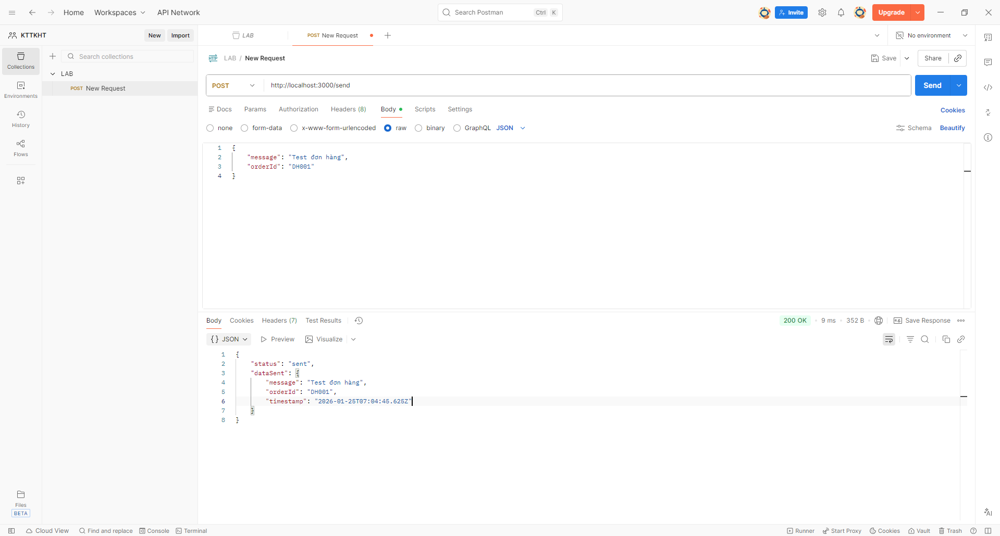 Home Workspaces API Network Search Postman Ctrl K Invite Upgrade
KTTKHT New Import LAB POST New Request No environment
Collections
Environments
History
Flows
Files
BETA
Search collections
LAB
POST New Request
HTTP LAB / New Request Save Share
POST http://localhost:3000/send Send
Docs Params Authorization Headers (8) Body Scripts Settings Cookies
none form-data x-www-form-urlencoded raw binary GraphQL JSON Schema Beautify
1 {
2 "message": "Test đơn hàng",
3 "orderId": "DH001"
4 }
Body Cookies Headers (7) Test Results 200 OK • 9 ms • 352 B • e.g. Save Response
{} JSON Preview Visualize
1 {
2 "status": "sent",
3 "dataSent": {
4 "message": "Test đơn hàng",
5 "orderId": "DH001",
6 "timestamp": "2026-01-25T07:04:45.625Z"
7 }
8 }
AI
Cloud View Find and replace Console Terminal Runner Start Proxy Cookies Vault Trash